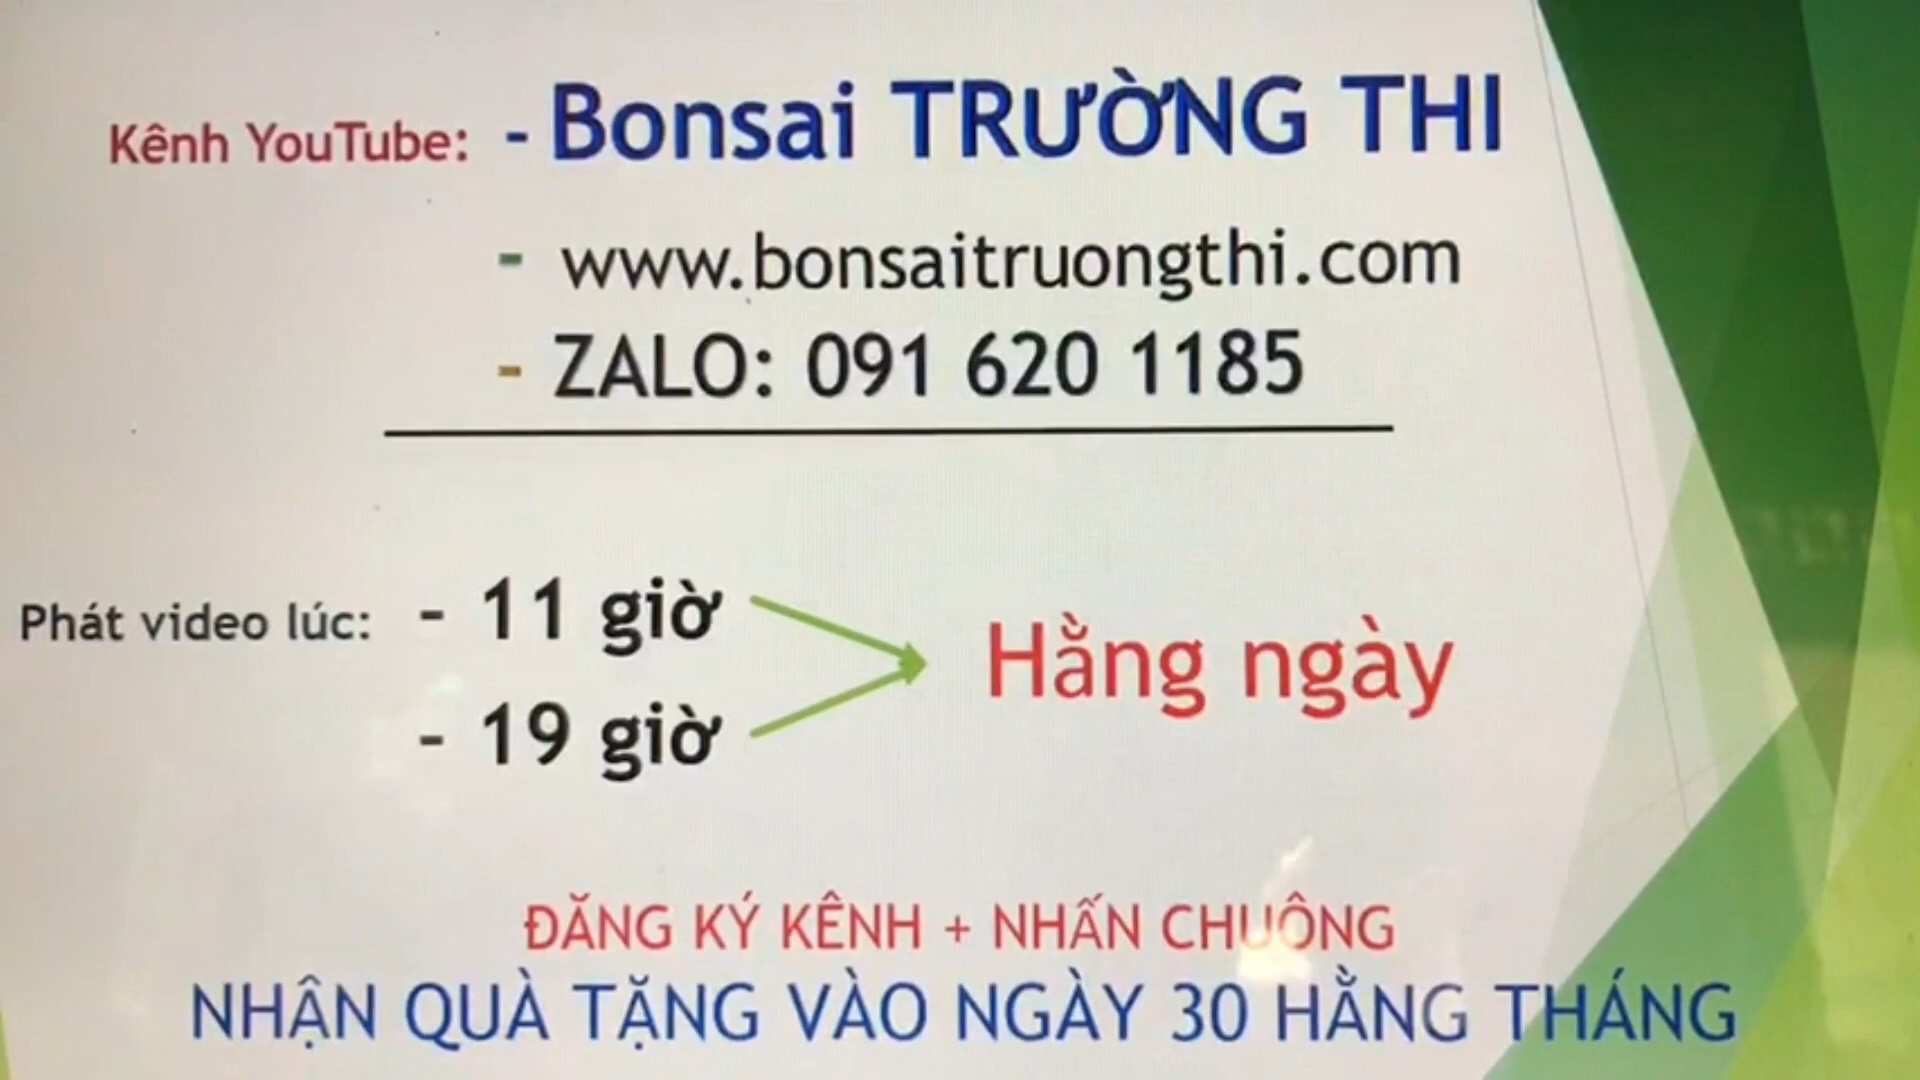 Kênh YouTube: - Bonsai TRƯỜNG THI
- www.bonsaitruongthi.com
- ZALO: 091 620 1185
Phát video lúc: - 11 giờ
- 19 giờ
Hằng ngày
ĐĂNG KÝ KÊNH + NHẤN CHUÔNG
NHẬN QUÀ TẶNG VÀO NGÀY 30 HẰNG THÁNG